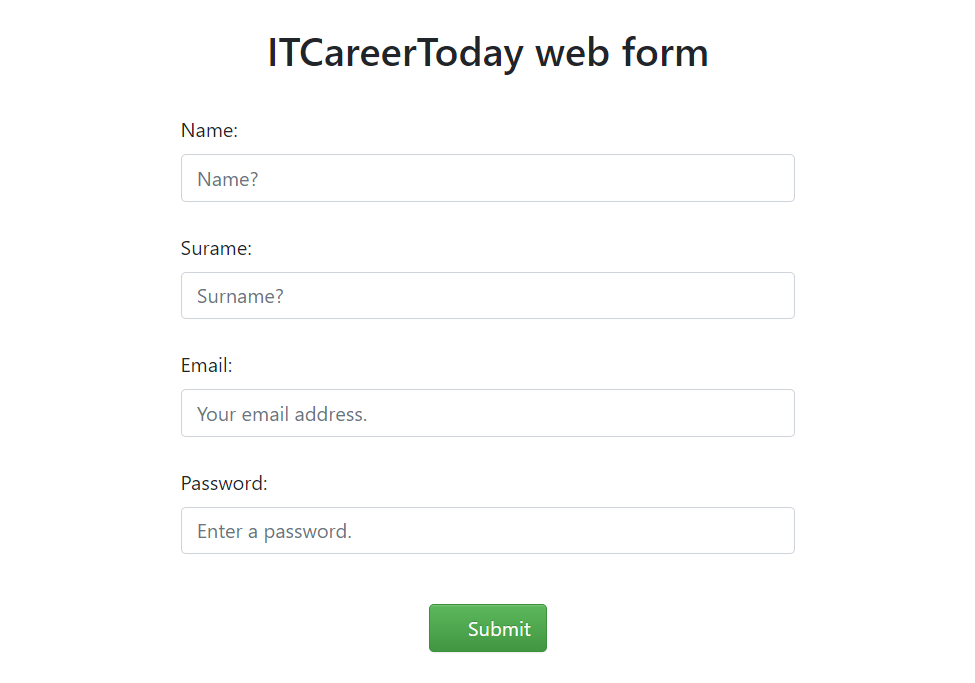 ITCareerToday web form
Name:
Name?
Surame:
Surname?
Email:
Your email address.
Password:
Enter a password.
Submit